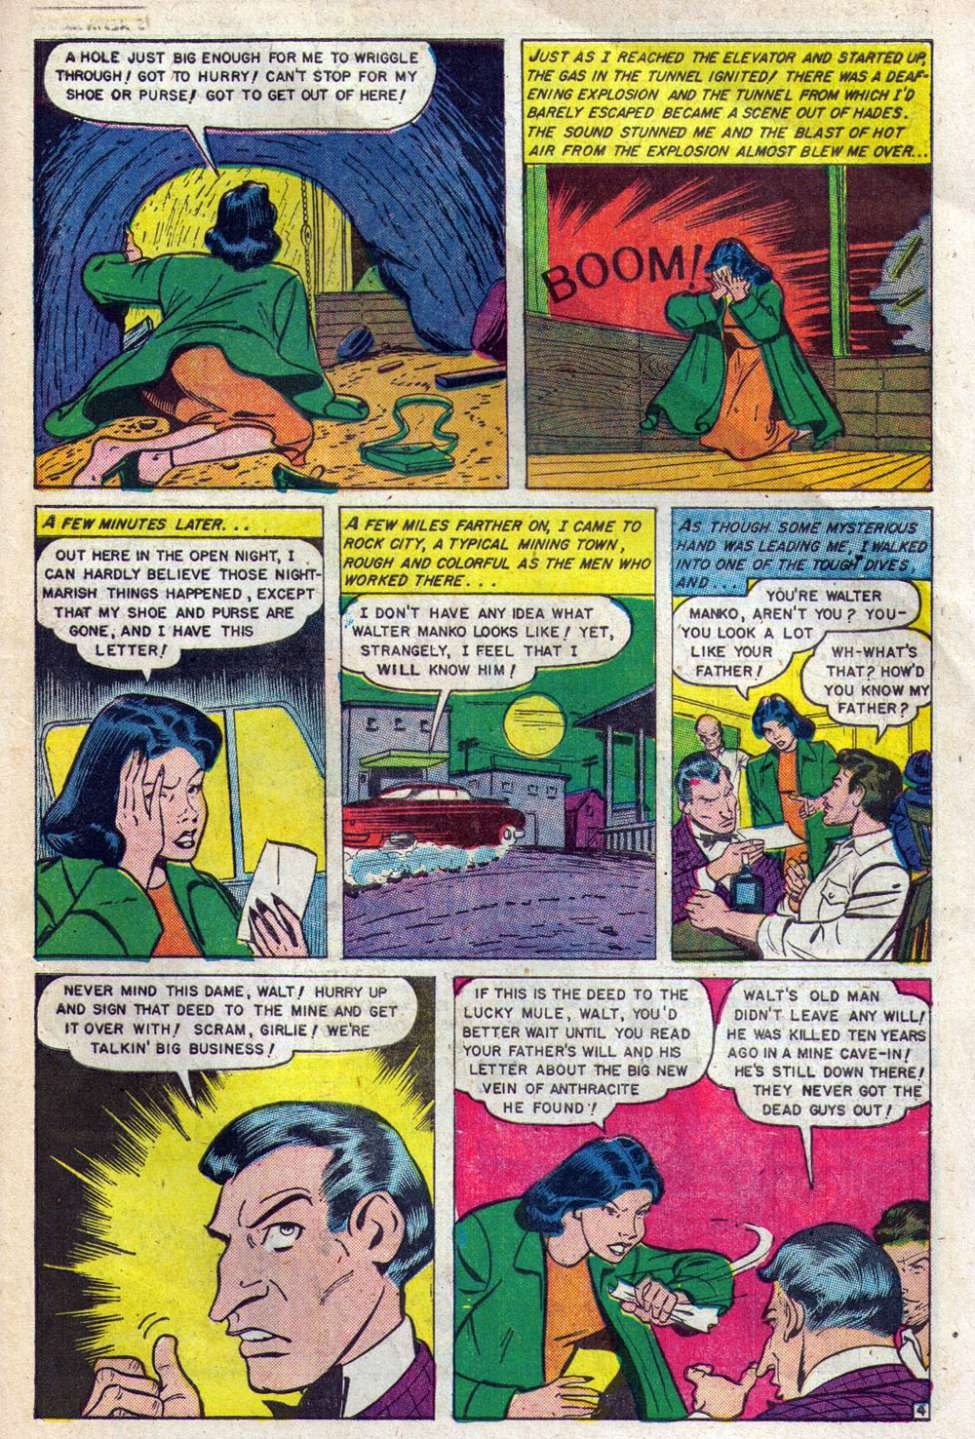 A HOLE JUST BIG ENOUGH FOR ME TO WRIGGLE
THROUGH! GOT TO HURRY! CAN'T STOP FOR MY
SHOE OR PURSE! GOT TO GET OUT OF HERE!
JUST AS I REACHED THE ELEVATOR AND STARTED UP,
THE GAS IN THE TUNNEL IGNITED! THERE WAS A DEAF-
ENING EXPLOSION AND THE TUNNEL FROM WHICH I'D
BARELY ESCAPED BECAME A SCENE OUT OF HADES.
THE SOUND STUNNED ME AND THE BLAST OF HOT
AIR FROM THE EXPLOSION ALMOST BLEW ME OVER...
BOOM!
A FEW MINUTES LATER...
OUT HERE IN THE OPEN NIGHT, I
CAN HARDLY BELIEVE THOSE NIGHT-
MARISH THINGS HAPPENED, EXCEPT
THAT MY SHOE AND PURSE ARE
GONE, AND I HAVE THIS
LETTER!
A FEW MILES FARTHER ON, I CAME TO
ROCK CITY, A TYPICAL MINING TOWN,
ROUGH AND COLORFUL AS THE MEN WHO
WORKED THERE...
I DON'T HAVE ANY IDEA WHAT
WALTER MANKO LOOKS LIKE! YET,
STRANGELY, I FEEL THAT I
WILL KNOW HIM!
AS THOUGH SOME MYSTERIOUS
HAND WAS LEADING ME, I WALKED
INTO ONE OF THE TOUGH DIVES,
AND...
YOU'RE WALTER
MANKO, AREN'T YOU? YOU-
YOU LOOK A LOT
LIKE YOUR
FATHER!
WH-WHAT'S
THAT? HOW'D
YOU KNOW MY
FATHER?
NEVER MIND THIS DAME, WALT! HURRY UP
AND SIGN THAT DEED TO THE MINE AND GET
IT OVER WITH! SCRAM, GIRLIE! WE'RE
TALKIN' BIG BUSINESS!
IF THIS IS THE DEED TO THE
LUCKY MULE, WALT, YOU'D
BETTER WAIT UNTIL YOU READ
YOUR FATHER'S WILL AND HIS
LETTER ABOUT THE BIG NEW
VEIN OF ANTHRACITE
HE FOUND!
WALT'S OLD MAN
DIDN'T LEAVE ANY WILL!
HE WAS KILLED TEN YEARS
AGO IN A MINE CAVE-IN!
HE'S STILL DOWN THERE!
THEY NEVER GOT THE
DEAD GUYS OUT!
4